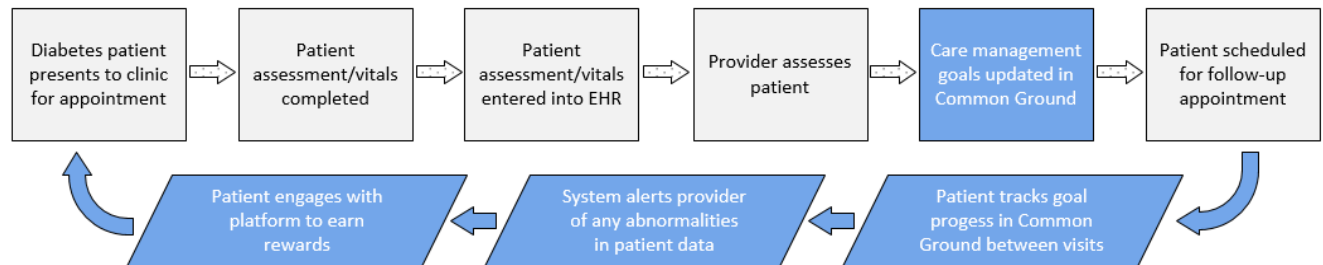 Diabetes patient
presents to clinic
for appointment
Patient
assessment/vitals
completed
Patient
assessment/vitals
entered into EHR
Provider assesses
patient
Care management
goals updated in
Common Ground
Patient scheduled
for follow-up
appointment
Patient tracks goal
progess in Common
Ground between visits
System alerts provider
of any abnormalities
in patient data
Patient engages with
platform to earn
rewards